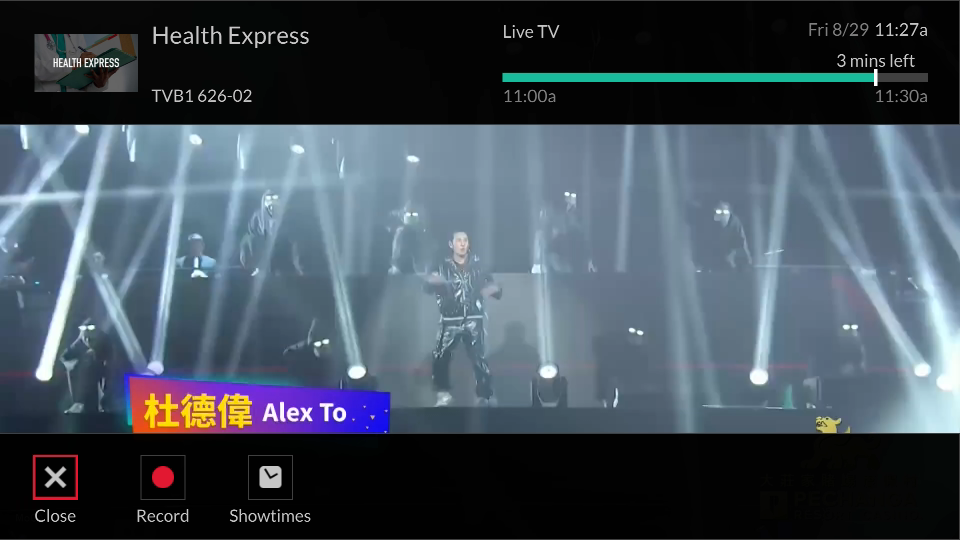 HEALTH EXPRESS
Health Express
TVB1 626-02
Live TV
Fri 8/29 11:27a
3 mins left
11:00a
11:30a
杜德偉 Alex To
Close
Record
Showtimes